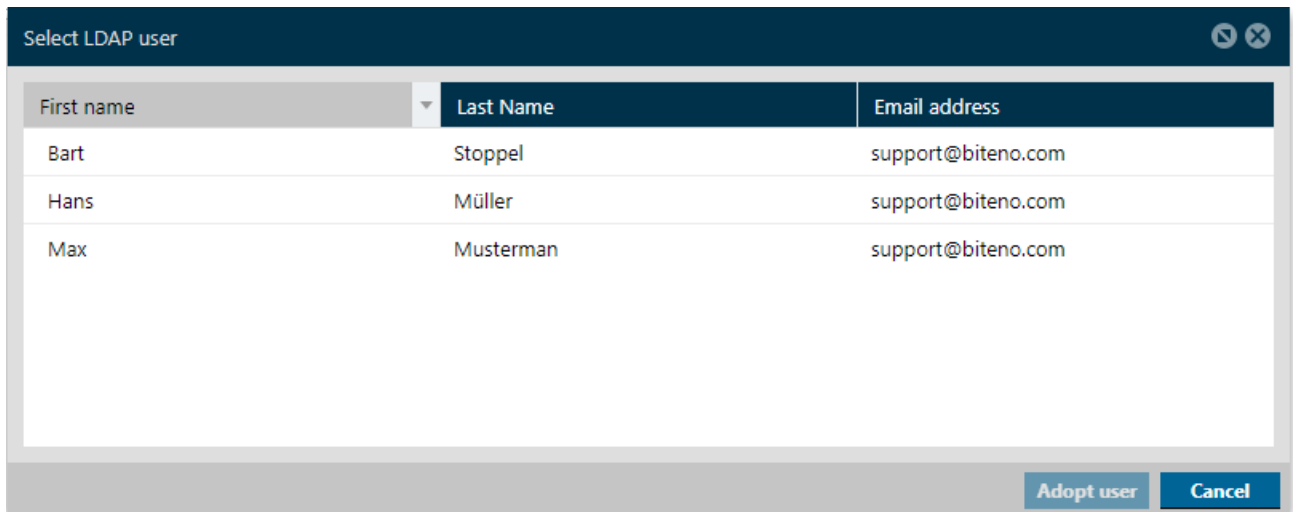 Select LDAP user
First name Last Name Email address
Bart Stoppel support@biteno.com
Hans Müller support@biteno.com
Max Musterman support@biteno.com
Adopt user Cancel